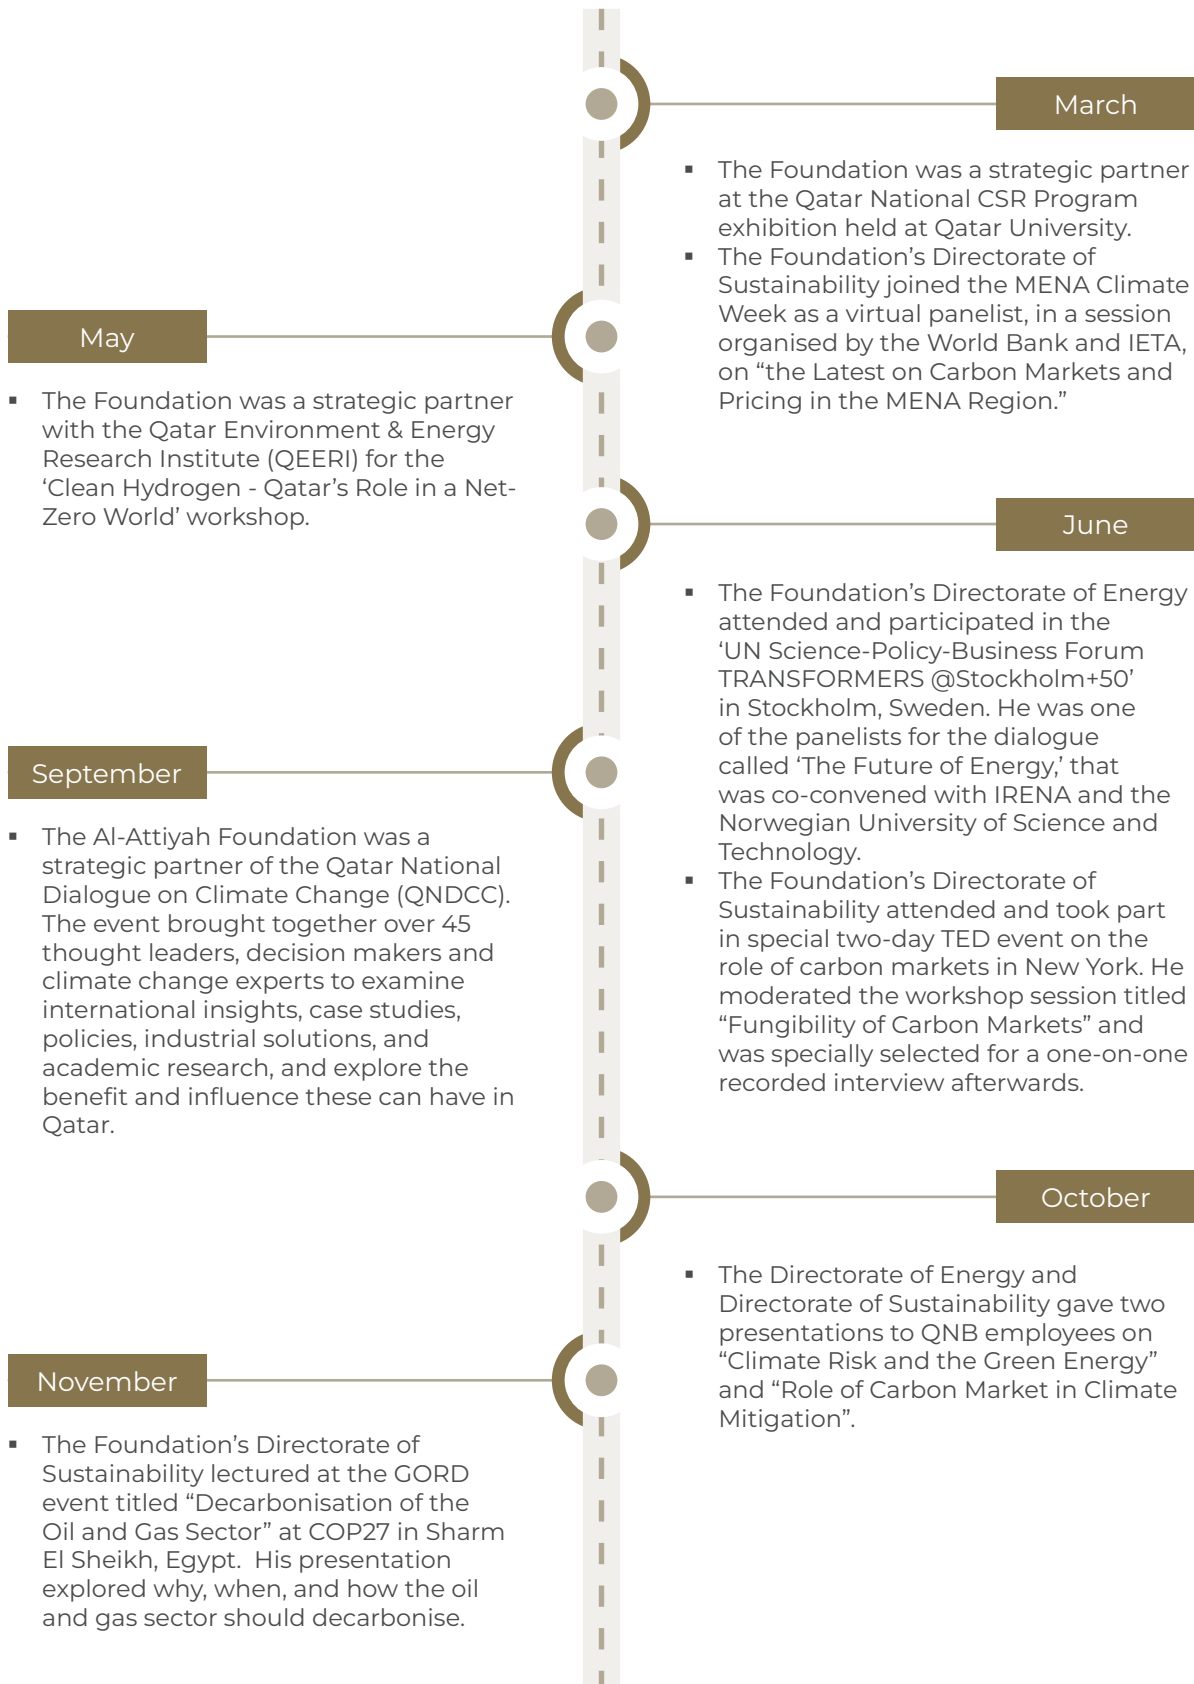 March
▪ The Foundation was a strategic partner
at the Qatar National CSR Program
exhibition held at Qatar University.
▪ The Foundation’s Directorate of
Sustainability joined the MENA Climate
Week as a virtual panelist, in a session
organised by the World Bank and IETA,
on “the Latest on Carbon Markets and
Pricing in the MENA Region.”
May
▪ The Foundation was a strategic partner
with the Qatar Environment & Energy
Research Institute (QEERI) for the
‘Clean Hydrogen - Qatar’s Role in a Net-
Zero World’ workshop.
June
▪ The Foundation’s Directorate of Energy
attended and participated in the
‘UN Science-Policy-Business Forum
TRANSFORMERS @Stockholm+50’
in Stockholm, Sweden. He was one
of the panelists for the dialogue
called ‘The Future of Energy,’ that
was co-convened with IRENA and the
Norwegian University of Science and
Technology.
▪ The Foundation’s Directorate of
Sustainability attended and took part
in special two-day TED event on the
role of carbon markets in New York. He
moderated the workshop session titled
“Fungibility of Carbon Markets” and
was specially selected for a one-on-one
recorded interview afterwards.
September
▪ The Al-Attiyah Foundation was a
strategic partner of the Qatar National
Dialogue on Climate Change (QNDCC).
The event brought together over 45
thought leaders, decision makers and
climate change experts to examine
international insights, case studies,
policies, industrial solutions, and
academic research, and explore the
benefit and influence these can have in
Qatar.
October
▪ The Directorate of Energy and
Directorate of Sustainability gave two
presentations to QNB employees on
“Climate Risk and the Green Energy”
and “Role of Carbon Market in Climate
Mitigation”.
November
▪ The Foundation’s Directorate of
Sustainability lectured at the GORD
event titled “Decarbonisation of the
Oil and Gas Sector” at COP27 in Sharm
El Sheikh, Egypt.  His presentation
explored why, when, and how the oil
and gas sector should decarbonise.